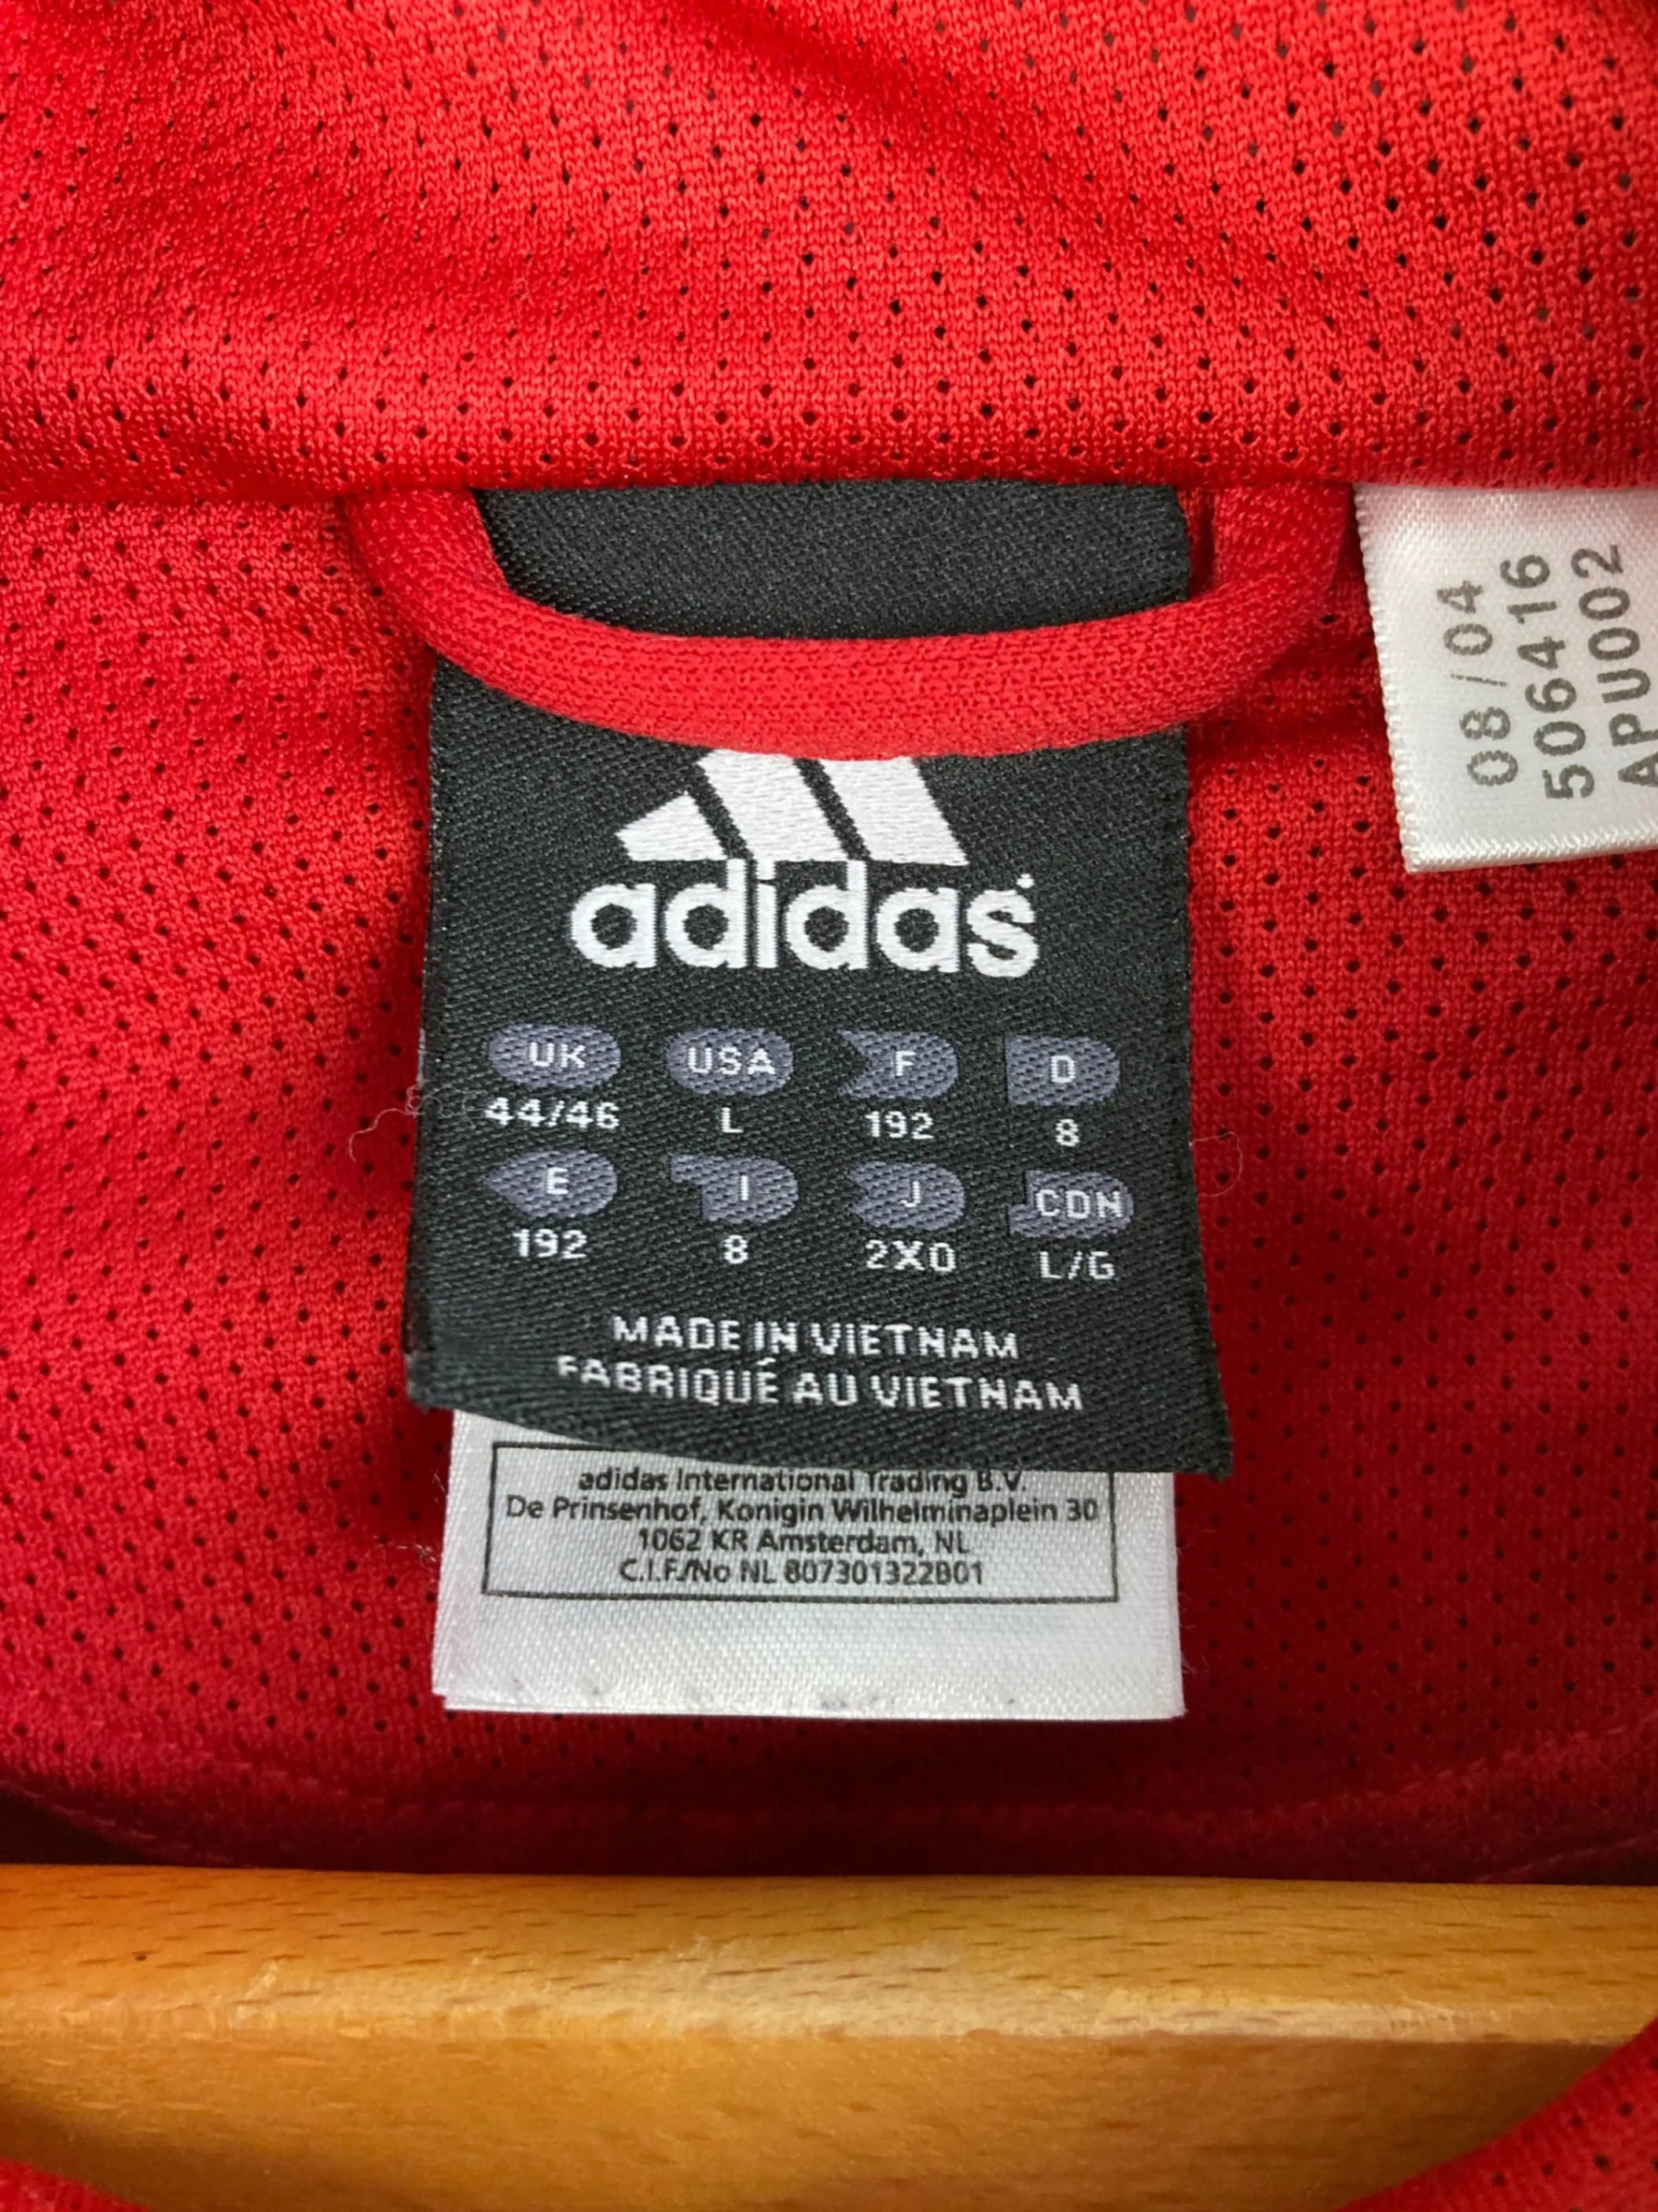 adidas
UK USA F D
44/46 L 192 8
E I J CDN
192 8 2XO L/G
MADE IN VIETNAM
FABRIQUÉ AU VIETNAM
adidas International Trading B.V.
De Prinsenhof, Konigin Wilhelminaplein 30
1062 KR Amsterdam, NL
C.I.F./No NL 807301322B01
08/04
506416
APU002